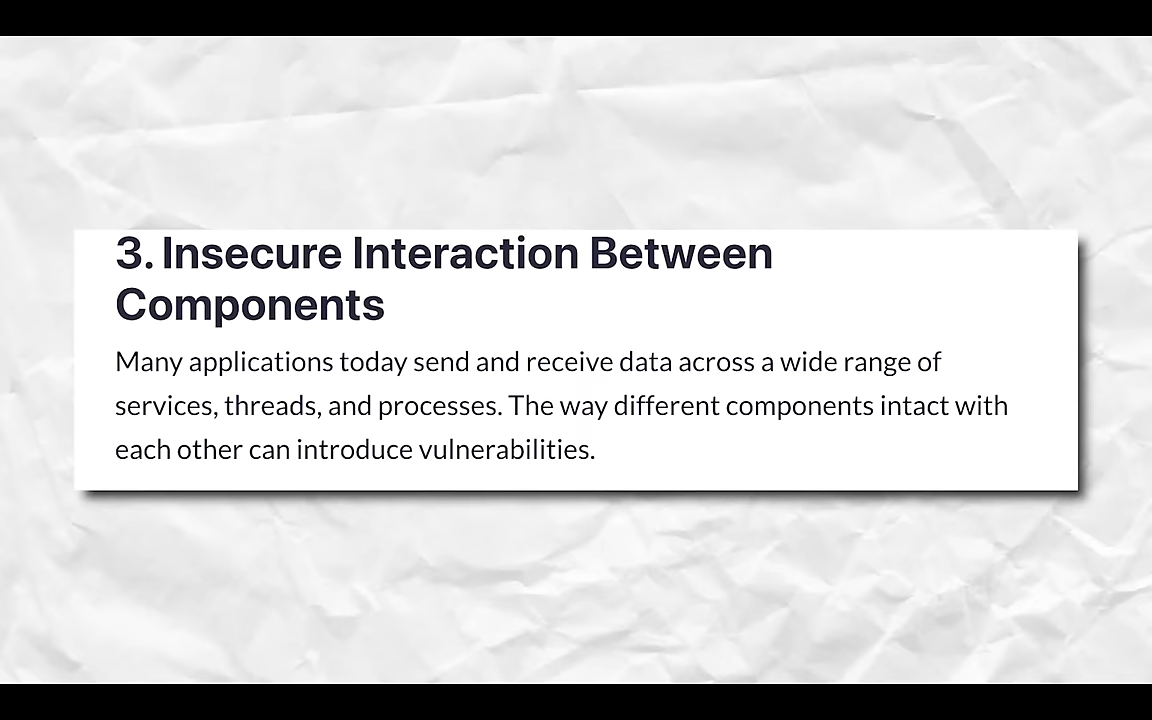 3. Insecure Interaction Between
Components
Many applications today send and receive data across a wide range of
services, threads, and processes. The way different components intact with
each other can introduce vulnerabilities.